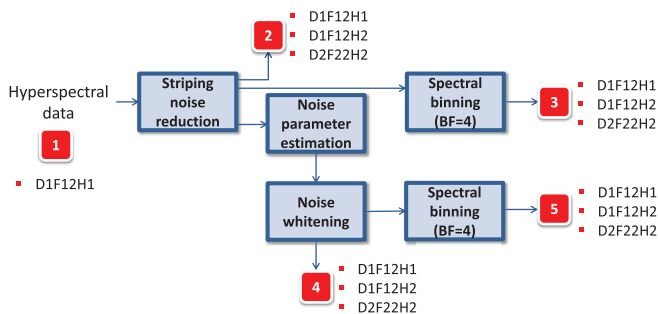 2
D1F12H1
D1F12H2
D2F22H2
Hyperspectral
data
1
D1F12H1
Striping
noise
reduction
Noise
parameter
estimation
Spectral
binning
(BF=4)
3
D1F12H1
D1F12H2
D2F22H2
Noise
whitening
Spectral
binning
(BF=4)
5
D1F12H1
D1F12H2
D2F22H2
4
D1F12H1
D1F12H2
D2F22H2